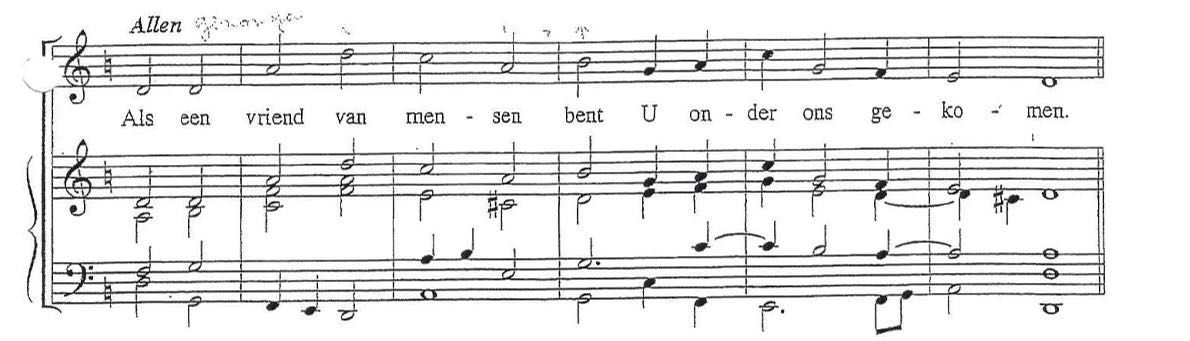 Allen
Als een vriend van men - sen bent U on - der ons ge - ko - men.